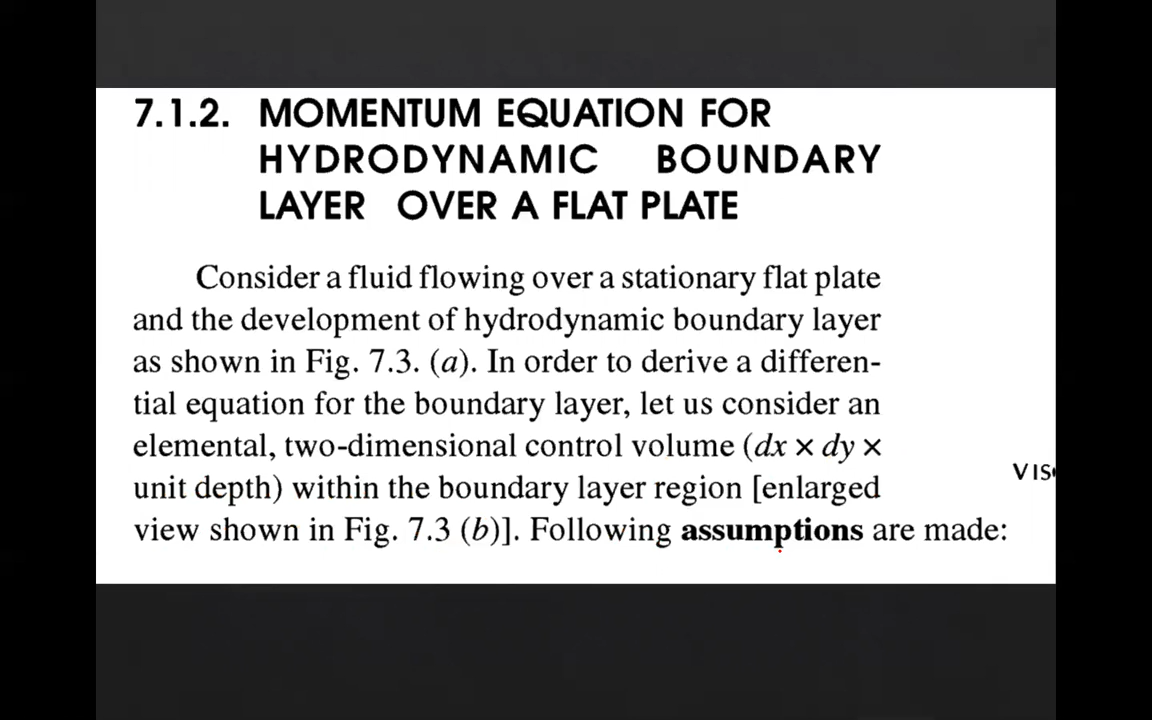 7.1.2. MOMENTUM EQUATION FOR
HYDRODYNAMIC BOUNDARY
LAYER OVER A FLAT PLATE
Consider a fluid flowing over a stationary flat plate
and the development of hydrodynamic boundary layer
as shown in Fig. 7.3. (a). In order to derive a differen-
tial equation for the boundary layer, let us consider an
elemental, two-dimensional control volume (dx × dy ×
unit depth) within the boundary layer region [enlarged
view shown in Fig. 7.3 (b)]. Following assumptions are made: